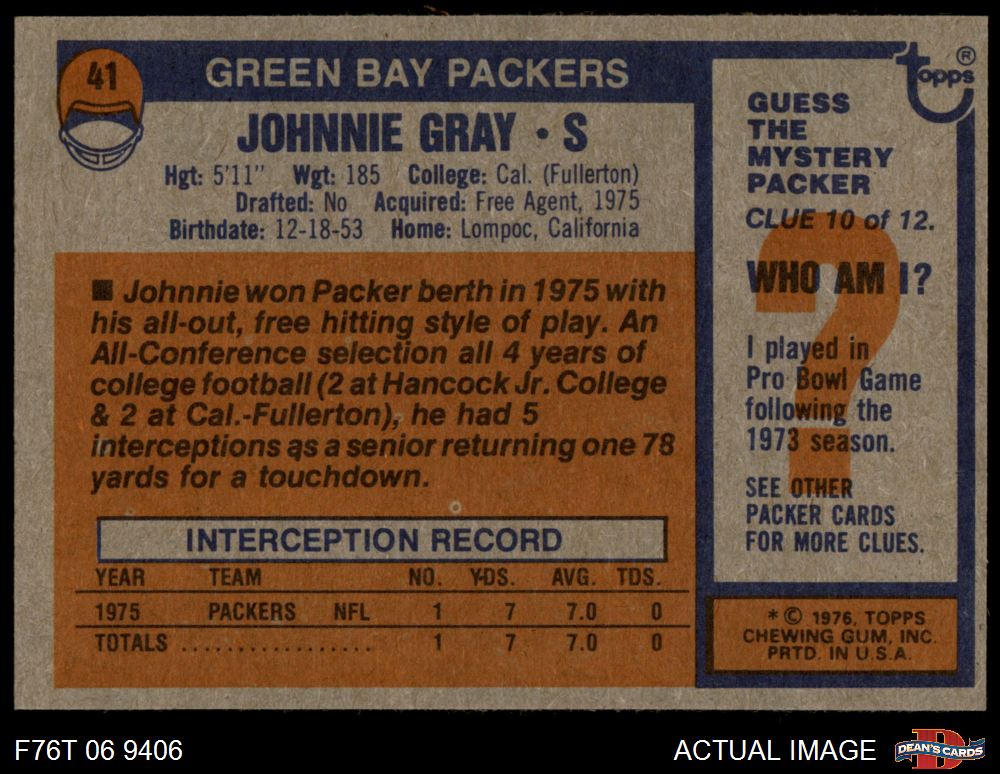 41
GREEN BAY PACKERS
JOHNNIE GRAY • S
Hgt: 5'11" Wgt: 185 College: Cal. (Fullerton)
Drafted: No Acquired: Free Agent, 1975
Birthdate: 12-18-53 Home: Lompoc, California
■ Johnnie won Packer berth in 1975 with
his all-out, free hitting style of play. An
All-Conference selection all 4 years of
college football (2 at Hancock Jr. College
& 2 at Cal.-Fullerton), he had 5
interceptions as a senior returning one 78
yards for a touchdown.
INTERCEPTION RECORD
YEAR TEAM NO. YDS. AVG. TDS.
1975 PACKERS NFL 1 7 7.0 0
TOTALS ................. 1 7 7.0 0
topps ®
GUESS
THE
MYSTERY
PACKER
CLUE 10 of 12.
WHO AM I?
?
I played in
Pro Bowl Game
following the
1973 season.
SEE OTHER
PACKER CARDS
FOR MORE CLUES.
* © 1976, TOPPS
CHEWING GUM, INC.
PRTD. IN U.S.A.
F76T 06 9406
ACTUAL IMAGE
D
DEAN'S CARDS